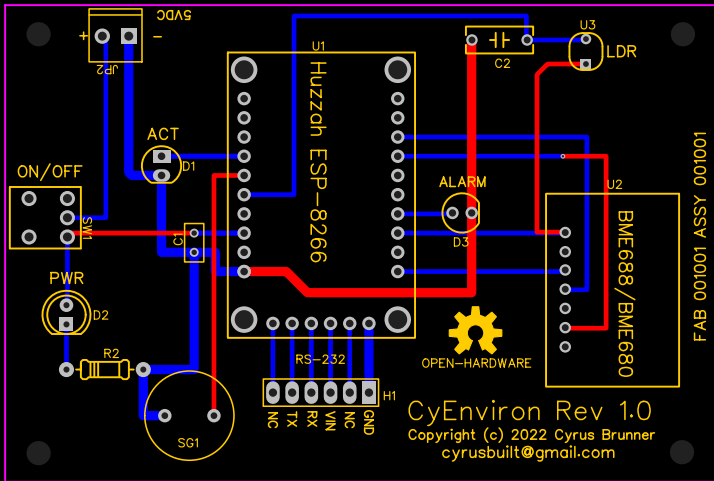 5VDC
+
-
JP2
U1
C2
U3
LDR
Huzzah ESP-8266
ACT
D1
ON/OFF
SW1
C1
ALARM
D3
U2
BME688/BME680
FAB 001001 ASSY 001001
PWR
D2
R2
SG1
RS-232
H1
NC
TX
RX
VIN
NC
GND
OPEN-HARDWARE
CyEnviron Rev 1.0
Copyright (c) 2022 Cyrus Brunner
cyrusbuilt@gmail.com